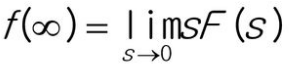 f(∞) = lim sF(s)
s→0